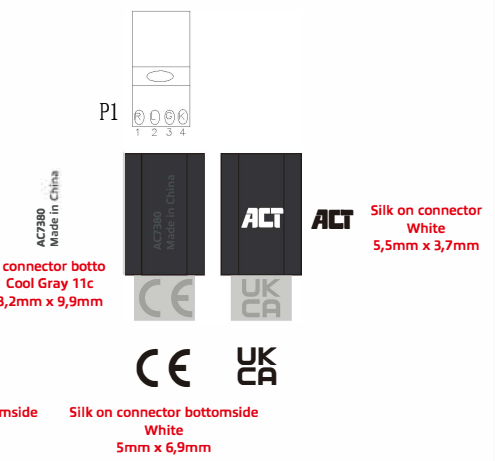 P1
R L G K
1 2 3 4
AC7380
Made in China
AC7380
Made in China
ACT
ACT
Silk on connector
White
5,5mm x 3,7mm
connector botto
Cool Gray 11c
3,2mm x 9,9mm
CE
UK
CA
CE
UK
CA
mside
Silk on connector bottomside
White
5mm x 6,9mm